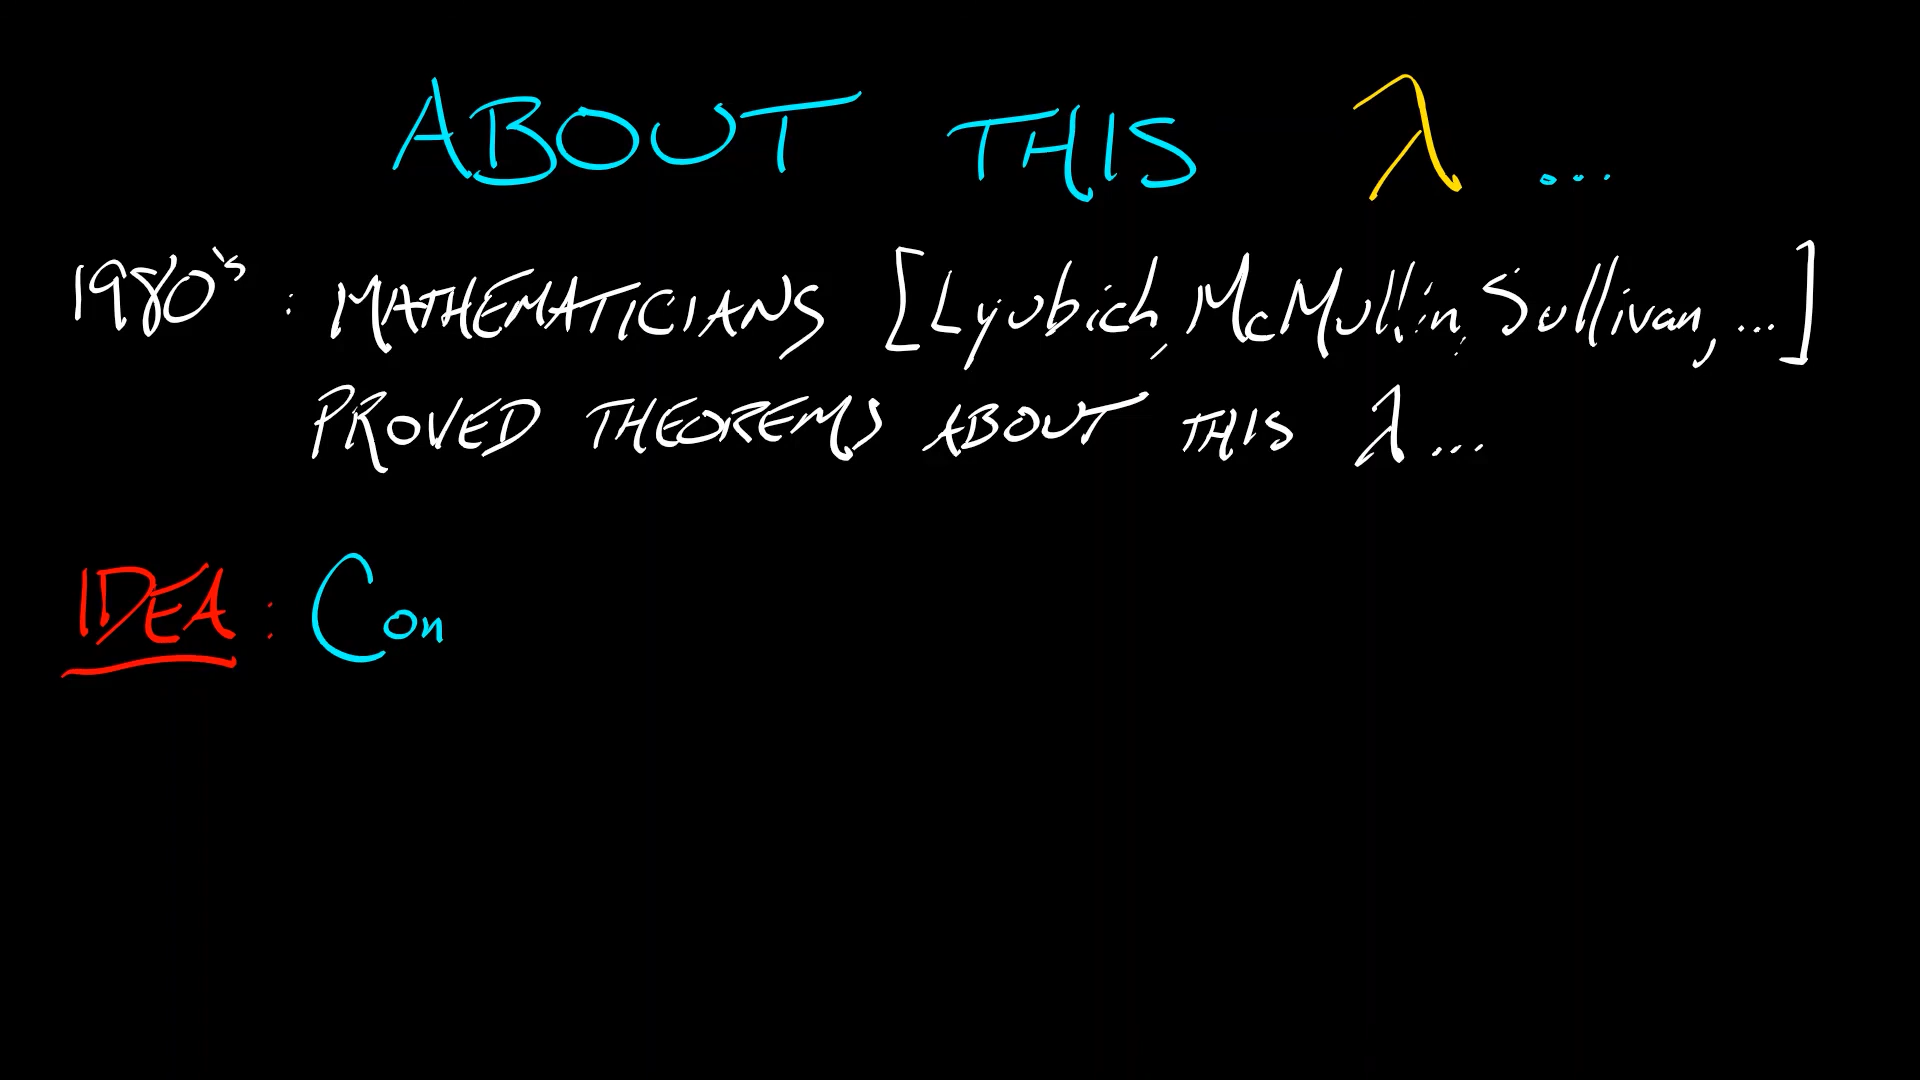 ABOUT THIS λ ...
1980's : MATHEMATICIANS [Lyubich, McMullin, Sullivan, ...]
PROVED THEOREMS ABOUT THIS λ ...
IDEA : Con